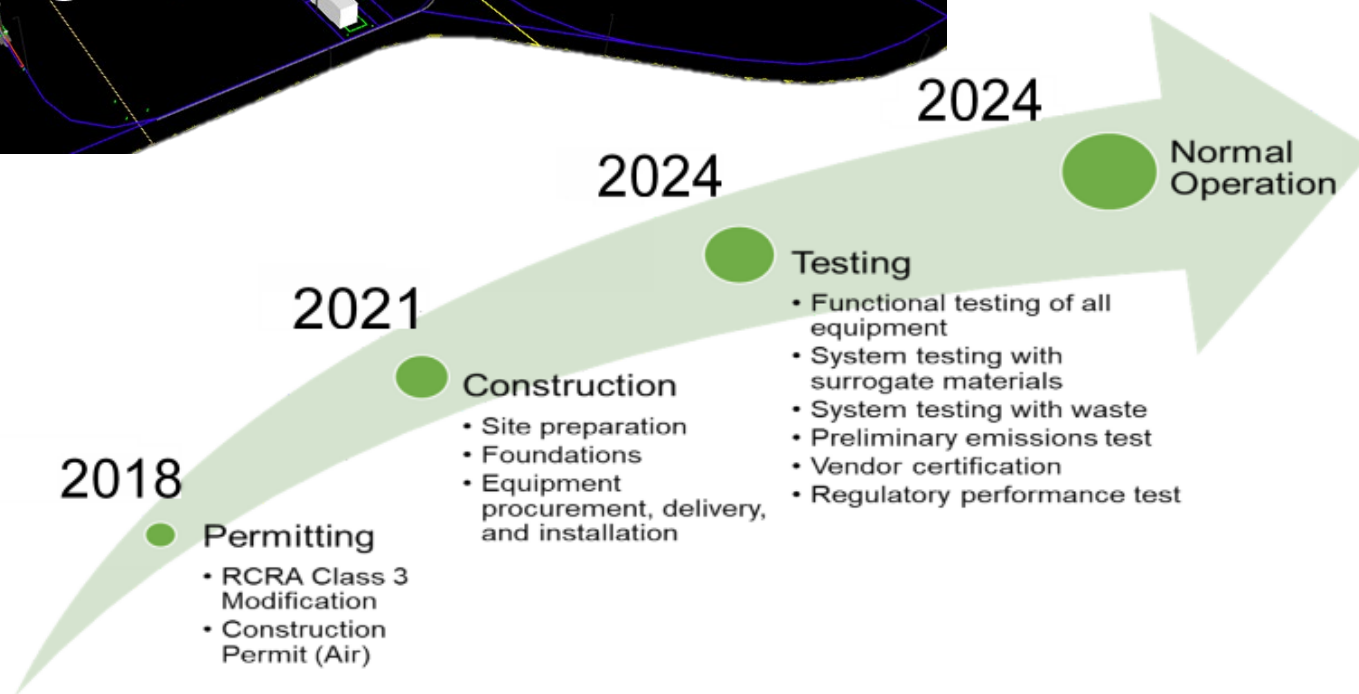 2018
Permitting
• RCRA Class 3
Modification
• Construction
Permit (Air)
2021
Construction
• Site preparation
• Foundations
• Equipment
procurement, delivery,
and installation
2024
Testing
• Functional testing of all
equipment
• System testing with
surrogate materials
• System testing with waste
• Preliminary emissions test
• Vendor certification
• Regulatory performance test
2024
Normal
Operation